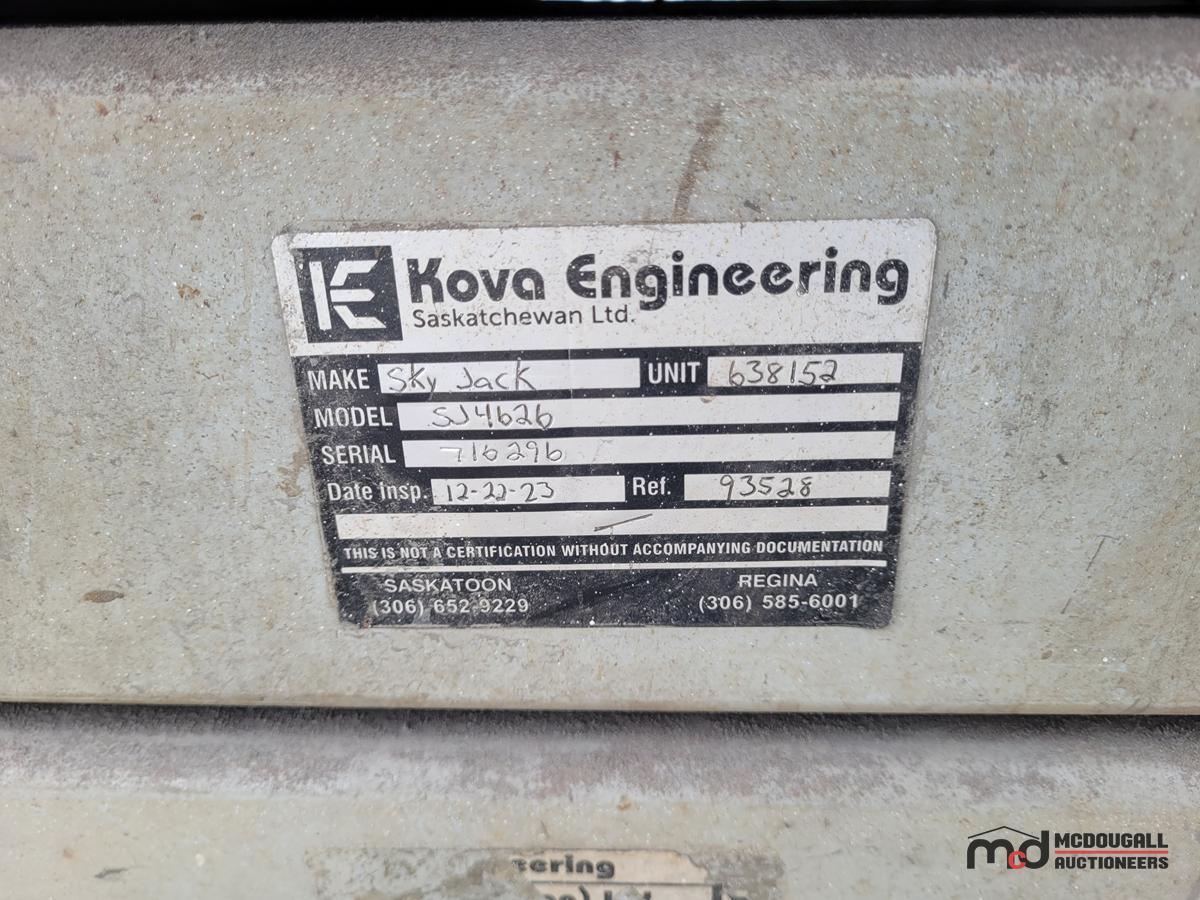 KE Kova Engineering
Saskatchewan Ltd.
MAKE Sky Jack UNIT 638152
MODEL SJ4626
SERIAL 716296
Date Insp. 12-22-23 Ref. 93528
THIS IS NOT A CERTIFICATION WITHOUT ACCOMPANYING DOCUMENTATION
SASKATOON REGINA
(306) 652-9229 (306) 585-6001
eering
mcd MCDOUGALL
AUCTIONEERS